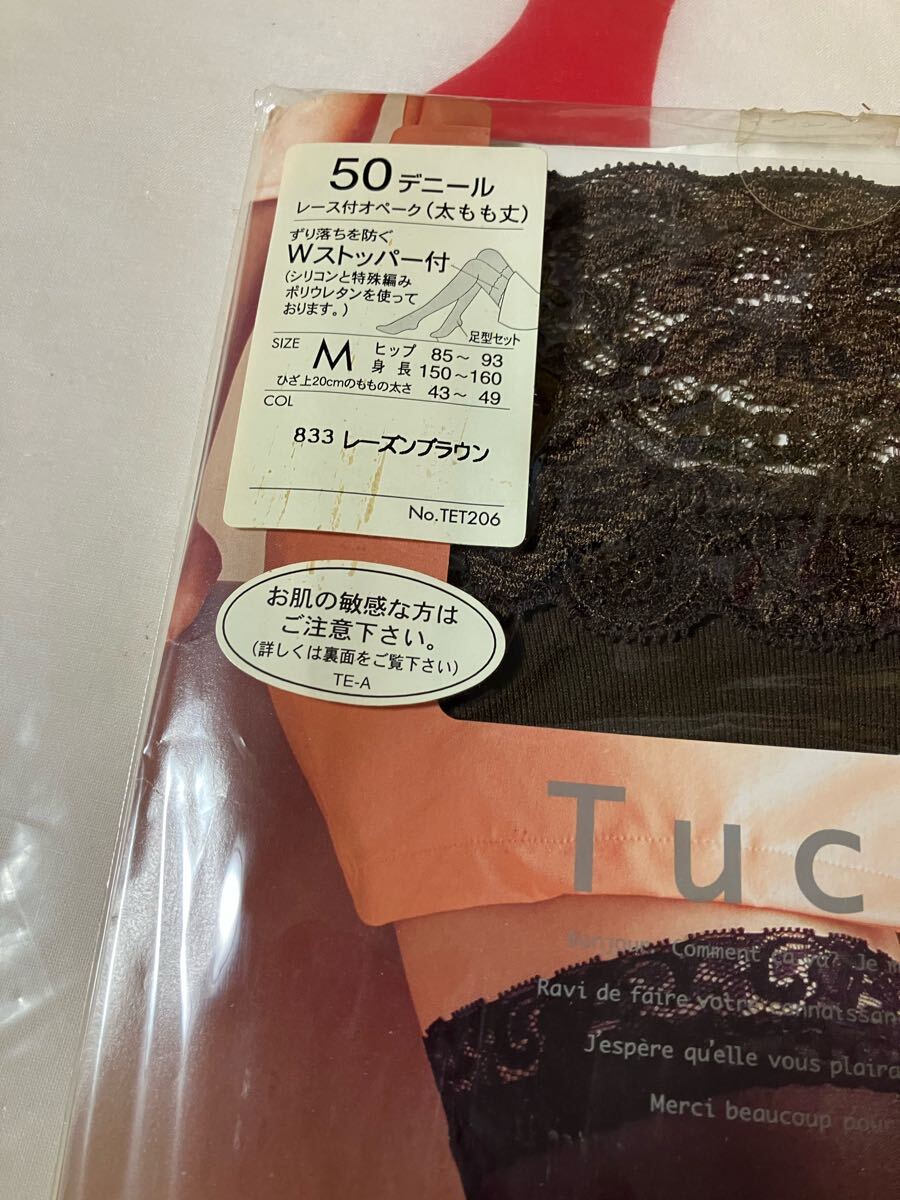 50デニール
レース付オペーク(太もも丈)
ずり落ちを防ぐ
Wストッパー付
(シリコンと特殊編み
ポリウレタンを使って
おります。)
足型セット
SIZE M ヒップ 85～93
身長 150～160
ひざ上20cmのももの太さ 43～49
COL
833 レーズンブラウン
No.TET206
お肌の敏感な方は
ご注意下さい。
(詳しくは裏面をご覧下さい)
TE-A
Tuc
Bonjour. Comment ça va? Je
Ravi de faire votre connaissan
J'espère qu'elle vous plaira
Merci beaucoup pour